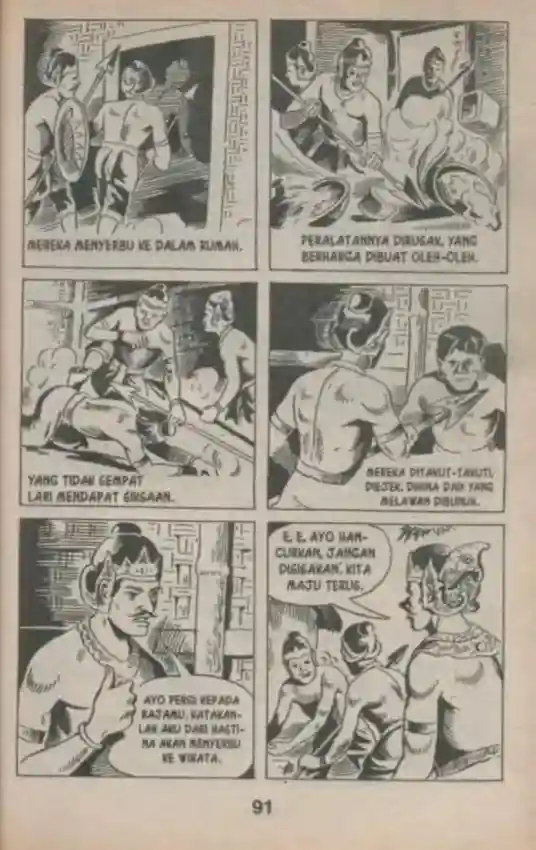 MEREKA MENYERBU KE DALAM RUMAH.
PERALATANNYA DIRUSAK, YANG
BERHARGA DIBUAT OLEH-OLEH.
YANG TIDAK SEMPAT
LARI MENDAPAT SIKSAAN.
MEREKA DITAKUT-TAKUTI,
DIEJEK, DIHINA DAN YANG
MELAWAN DIBUNUH.
AYO PERGI KEPADA
RAJAMU, KATAKAN-
LAH AKU DARI HASTI-
NA AKAN MENYERBU
KE WIRATA.
E, E, AYO HAN-
CURKAN, JANGAN
DISISAKAN. KITA
MAJU TERUS.
91